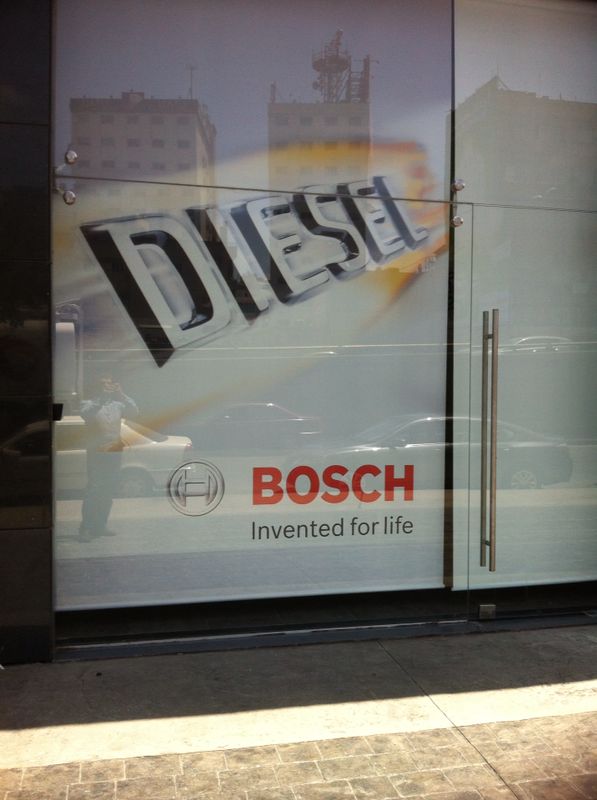 DIESEL
BOSCH
Invented for life